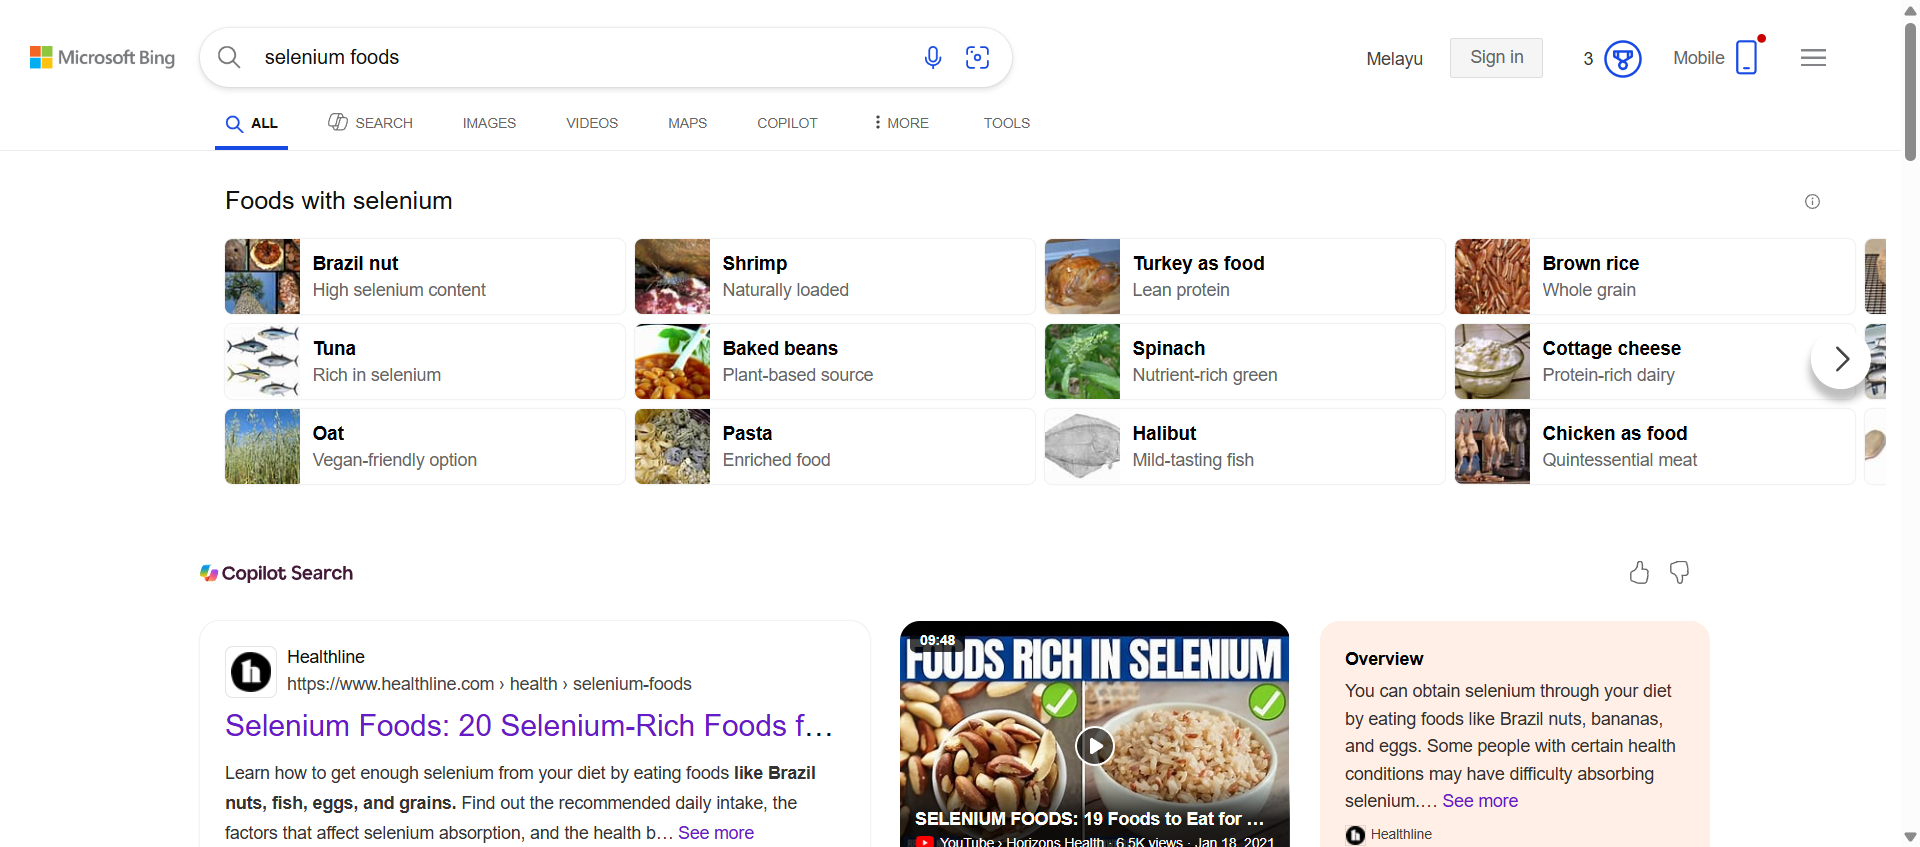 Microsoft Bing
selenium foods
Melayu
Sign in
3
Mobile
ALL
SEARCH
IMAGES
VIDEOS
MAPS
COPILOT
MORE
TOOLS
Foods with selenium
Brazil nut
High selenium content
Shrimp
Naturally loaded
Turkey as food
Lean protein
Brown rice
Whole grain
Tuna
Rich in selenium
Baked beans
Plant-based source
Spinach
Nutrient-rich green
Cottage cheese
Protein-rich dairy
Oat
Vegan-friendly option
Pasta
Enriched food
Halibut
Mild-tasting fish
Chicken as food
Quintessential meat
Copilot Search
h
Healthline
https://www.healthline.com › health › selenium-foods
Selenium Foods: 20 Selenium-Rich Foods f…
Learn how to get enough selenium from your diet by eating foods like Brazil
nuts, fish, eggs, and grains. Find out the recommended daily intake, the
factors that affect selenium absorption, and the health b… See more
09:48
FOODS RICH IN SELENIUM
SELENIUM FOODS: 19 Foods to Eat for …
YouTube › Horizons Health · 6.5K views · Jan 18, 2021
Overview
You can obtain selenium through your diet
by eating foods like Brazil nuts, bananas,
and eggs. Some people with certain health
conditions may have difficulty absorbing
selenium.… See more
h
Healthline